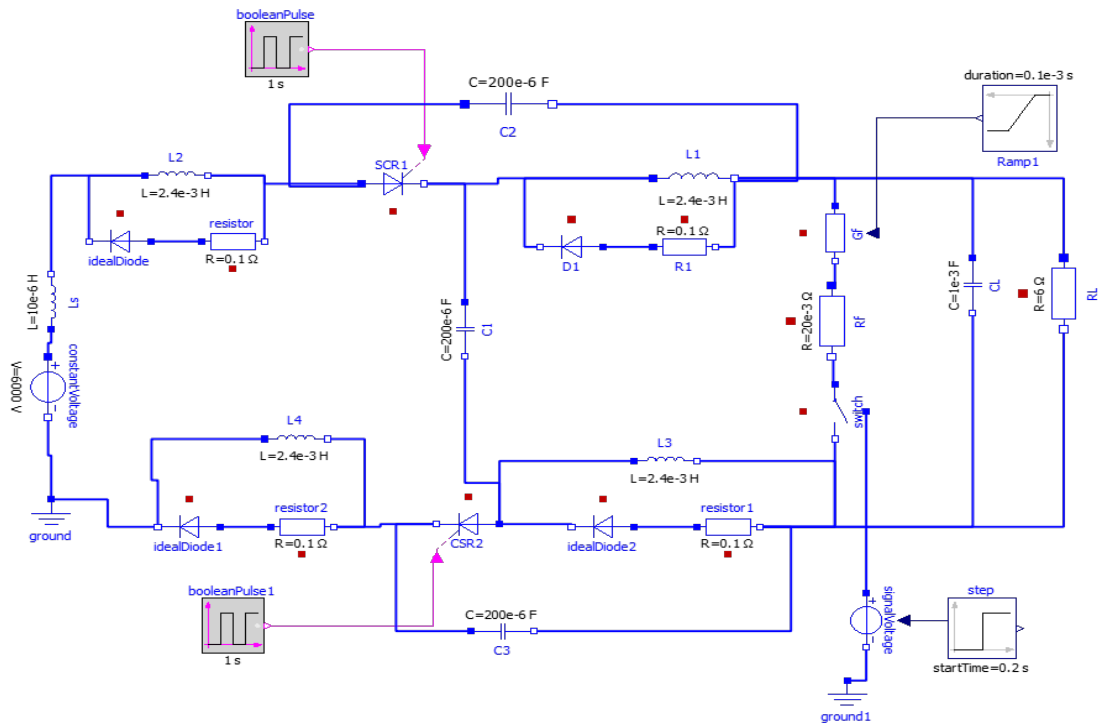 booleanPulse
1 s
C=200e-6 F
C2
duration=0.1e-3 s
Ramp1
L2
L=2.4e-3 H
SCR1
L1
L=2.4e-3 H
resistor
R=0.1 Ω
idealDiode
R=0.1 Ω
R1
D1
Gf
Ls
L=10e-6 H
C1
C=200e-6 F
Rf
R=20e-3 Ω
CL
C=1e-3 F
RL
R=6 Ω
constantVoltage
+
-
V=6000 V
switch
L4
L=2.4e-3 H
L3
L=2.4e-3 H
ground
idealDiode1
resistor2
R=0.1 Ω
CSR2
idealDiode2
resistor1
R=0.1 Ω
booleanPulse1
1 s
C=200e-6 F
C3
signalVoltage
+
-
step
startTime=0.2 s
ground1